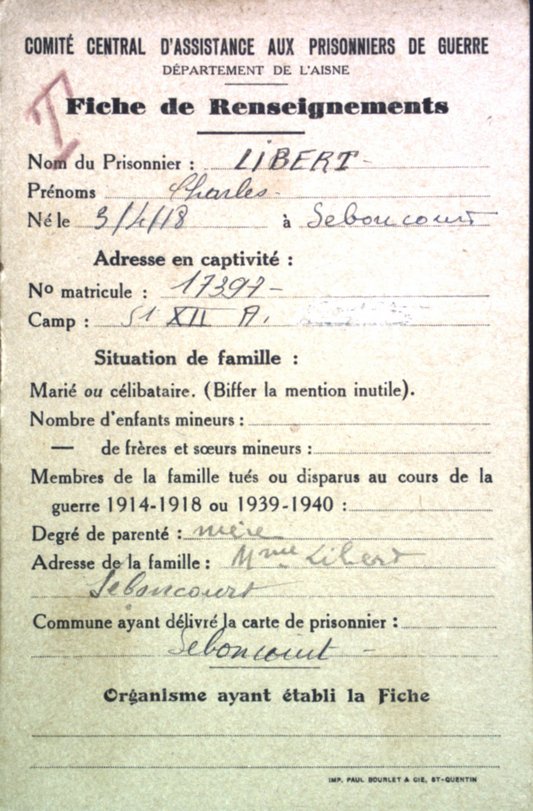 COMITÉ CENTRAL D'ASSISTANCE AUX PRISONNIERS DE GUERRE
DÉPARTEMENT DE L'AISNE
Fiche de Renseignements
Nom du Prisonnier : LIBERT -
Prénoms Charles -
Né le 3/4/18 à Seboncourt
Adresse en captivité :
No matricule : 17397 -
Camp : St XII A.
Situation de famille :
Marié ou célibataire. (Biffer la mention inutile).
Nombre d'enfants mineurs :
— de frères et sœurs mineurs :
Membres de la famille tués ou disparus au cours de la
guerre 1914-1918 ou 1939-1940 :
Degré de parenté : mère
Adresse de la famille : Mme Libert
Seboncourt
Commune ayant délivré la carte de prisonnier :
Seboncourt -
Organisme ayant établi la Fiche
IMP. PAUL BOURLET & CIE, ST-QUENTIN